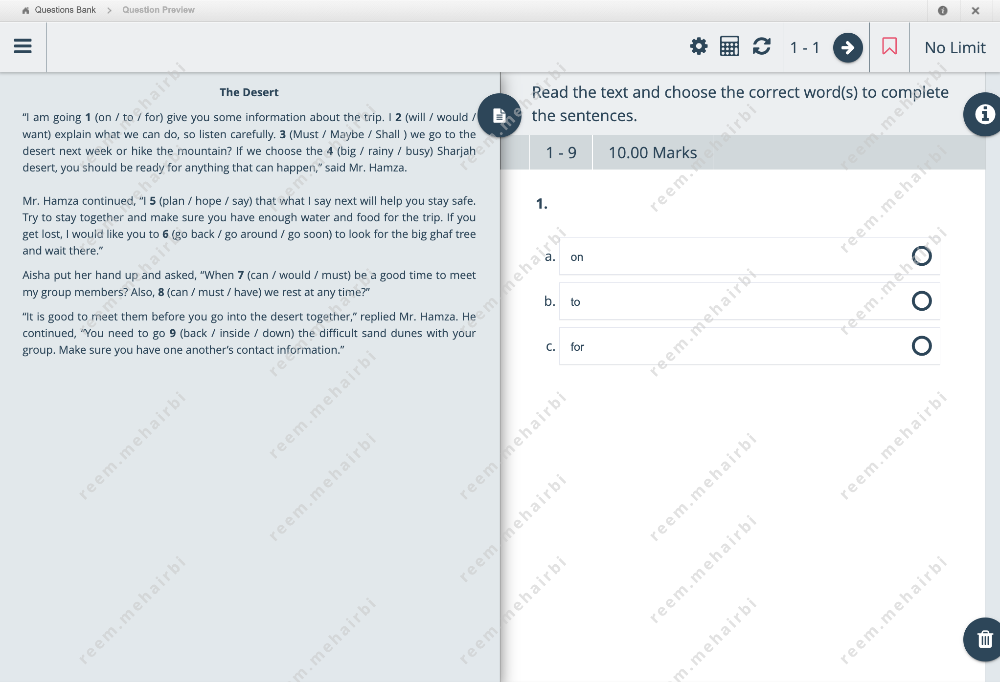 Questions Bank > Question Preview
1 - 1
No Limit
The Desert
“I am going 1 (on / to / for) give you some information about the trip. I 2 (will / would /
want) explain what we can do, so listen carefully. 3 (Must / Maybe / Shall ) we go to the
desert next week or hike the mountain? If we choose the 4 (big / rainy / busy) Sharjah
desert, you should be ready for anything that can happen,” said Mr. Hamza.
Mr. Hamza continued, “I 5 (plan / hope / say) that what I say next will help you stay safe.
Try to stay together and make sure you have enough water and food for the trip. If you
get lost, I would like you to 6 (go back / go around / go soon) to look for the big ghaf tree
and wait there.”
Aisha put her hand up and asked, “When 7 (can / would / must) be a good time to meet
my group members? Also, 8 (can / must / have) we rest at any time?”
“It is good to meet them before you go into the desert together,” replied Mr. Hamza. He
continued, “You need to go 9 (back / inside / down) the difficult sand dunes with your
group. Make sure you have one another’s contact information.”
Read the text and choose the correct word(s) to complete
the sentences.
1 - 9
10.00 Marks
1.
a. on
b. to
c. for
reem.mehairbi